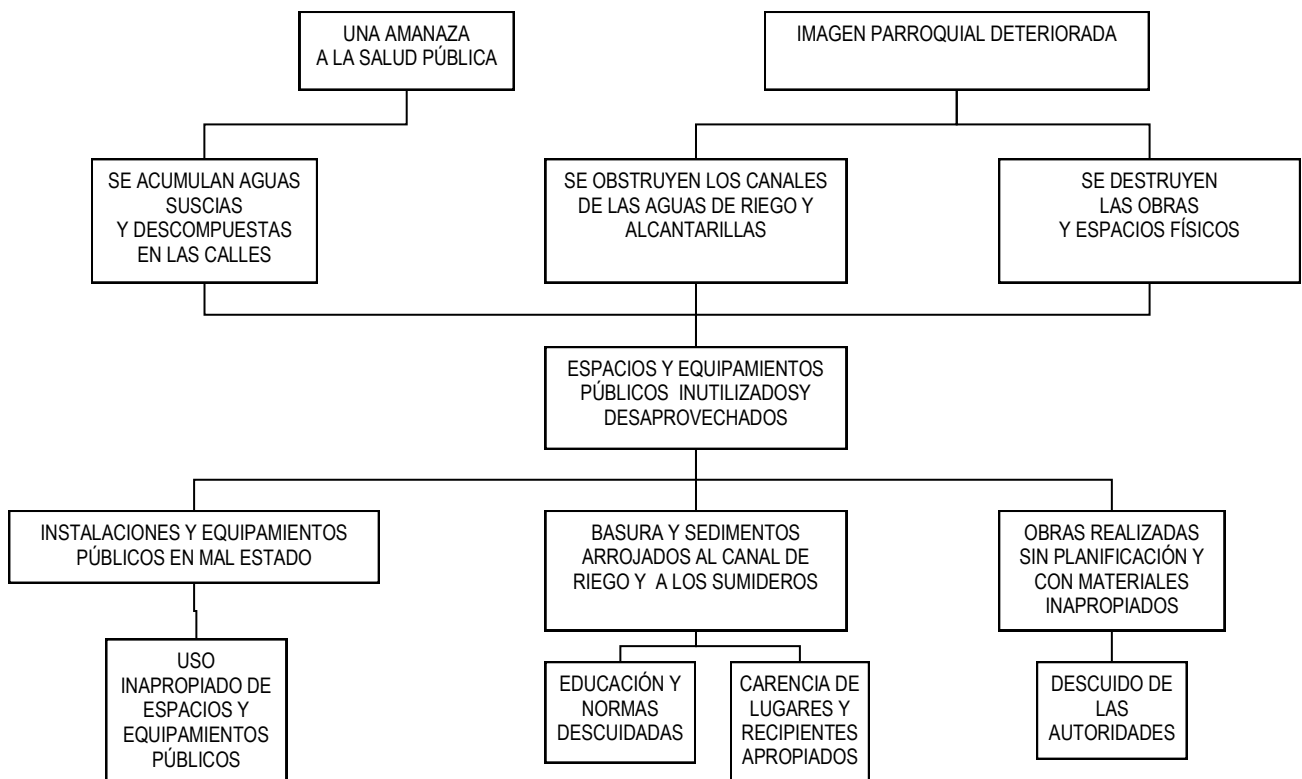 UNA AMANAZA
A LA SALUD PÚBLICA
IMAGEN PARROQUIAL DETERIORADA
SE ACUMULAN AGUAS
SUSCIAS
Y DESCOMPUESTAS
EN LAS CALLES
SE OBSTRUYEN LOS CANALES
DE LAS AGUAS DE RIEGO Y
ALCANTARILLAS
SE DESTRUYEN
LAS OBRAS
Y ESPACIOS FÍSICOS
ESPACIOS Y EQUIPAMIENTOS
PÚBLICOS INUTILIZADOSY
DESAPROVECHADOS
INSTALACIONES Y EQUIPAMIENTOS
PÚBLICOS EN MAL ESTADO
BASURA Y SEDIMENTOS
ARROJADOS AL CANAL DE
RIEGO Y A LOS SUMIDEROS
OBRAS REALIZADAS
SIN PLANIFICACIÓN Y
CON MATERIALES
INAPROPIADOS
USO
INAPROPIADO DE
ESPACIOS Y
EQUIPAMIENTOS
PÚBLICOS
EDUCACIÓN Y
NORMAS
DESCUIDADAS
CARENCIA DE
LUGARES Y
RECIPIENTES
APROPIADOS
DESCUIDO DE
LAS
AUTORIDADES